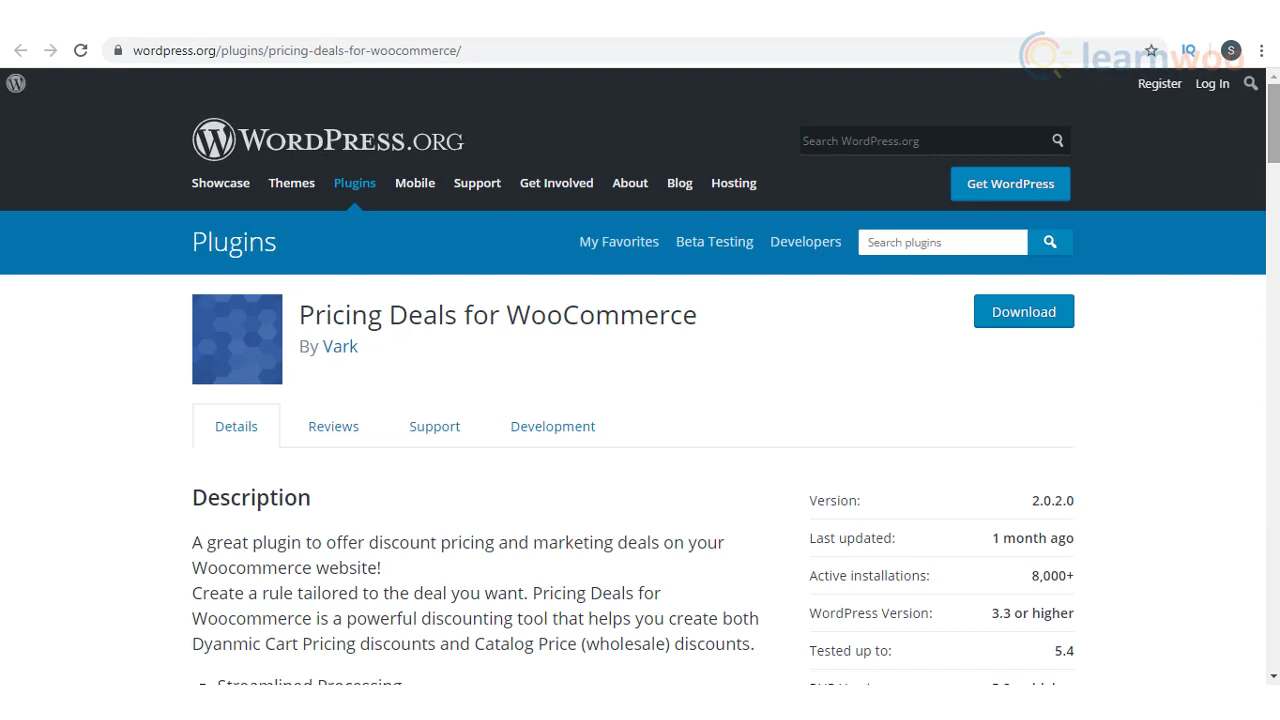 wordpress.org/plugins/pricing-deals-for-woocommerce/
IQ
S
learnwoo
Register Log In
WORDPRESS.ORG
Search WordPress.org
Showcase Themes Plugins Mobile Support Get Involved About Blog Hosting
Get WordPress
Plugins
My Favorites Beta Testing Developers
Search plugins
Pricing Deals for WooCommerce
Download
By Vark
Details Reviews Support Development
Description
A great plugin to offer discount pricing and marketing deals on your
Woocommerce website!
Create a rule tailored to the deal you want. Pricing Deals for
Woocommerce is a powerful discounting tool that helps you create both
Dyanmic Cart Pricing discounts and Catalog Price (wholesale) discounts.
Streamlined Processing
Version: 2.0.2.0
Last updated: 1 month ago
Active installations: 8,000+
WordPress Version: 3.3 or higher
Tested up to: 5.4